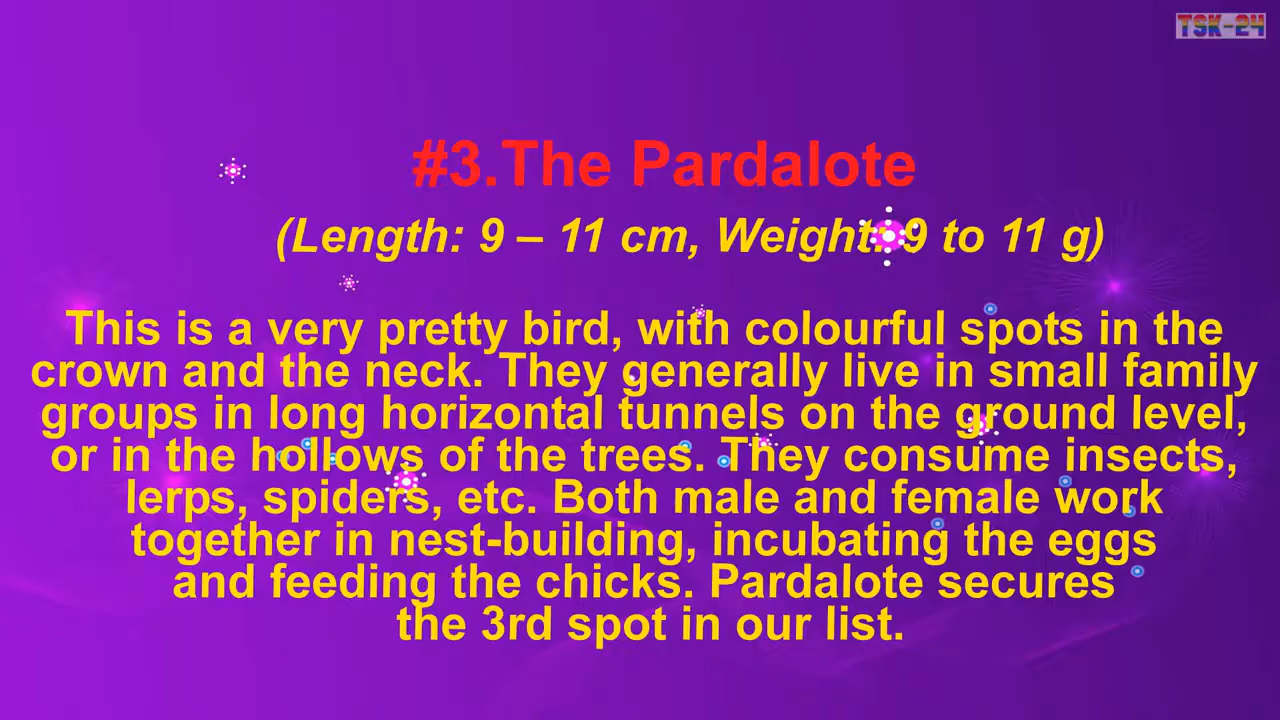 TSK-24
#3.The Pardalote
(Length: 9 – 11 cm, Weight: 9 to 11 g)
This is a very pretty bird, with colourful spots in the
crown and the neck. They generally live in small family
groups in long horizontal tunnels on the ground level,
or in the hollows of the trees. They consume insects,
lerps, spiders, etc. Both male and female work
together in nest-building, incubating the eggs
and feeding the chicks. Pardalote secures
the 3rd spot in our list.